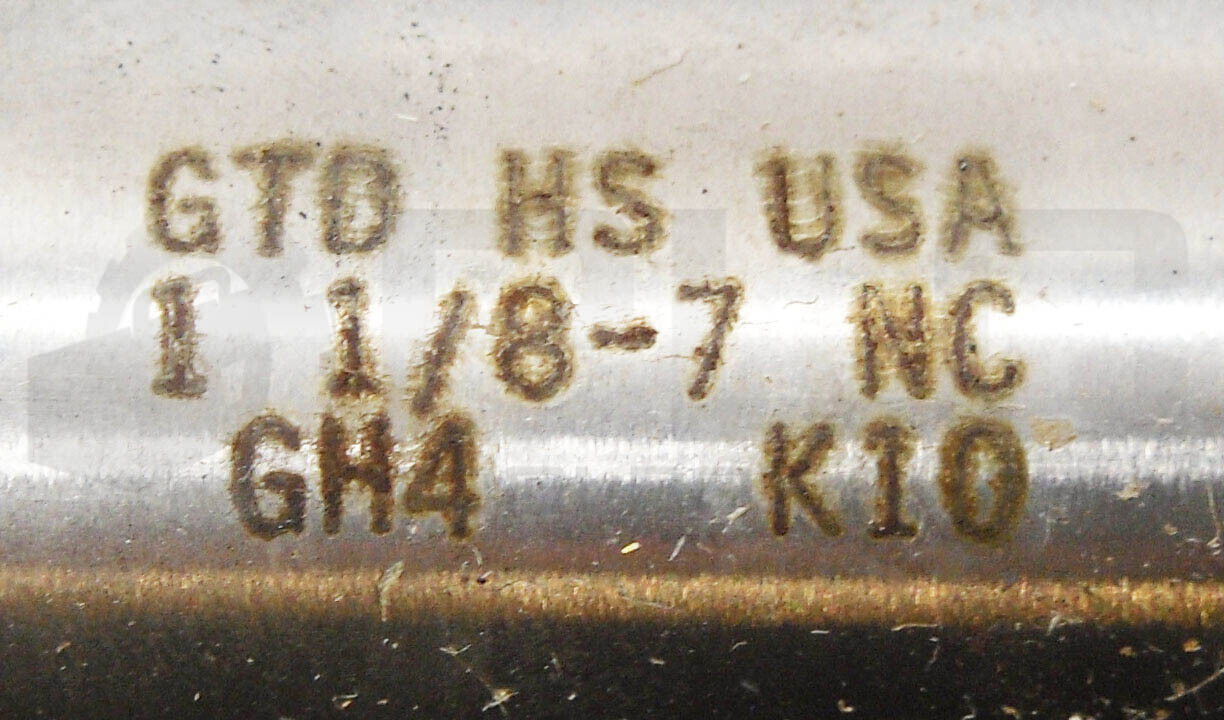 GTD HS USA
1 1/8-7 NC
GH4 K10